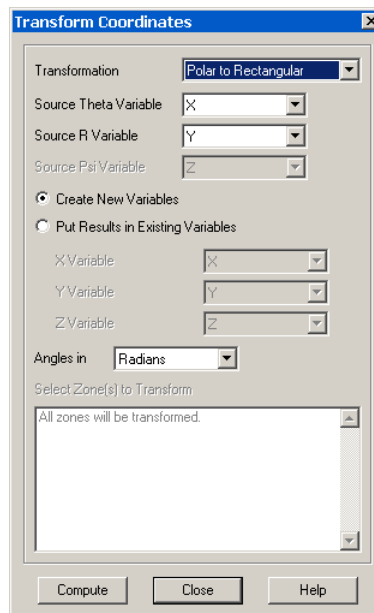 Transform Coordinates
Transformation Polar to Rectangular
Source Theta Variable X
Source R Variable Y
Source Psi Variable Z
Create New Variables
Put Results in Existing Variables
X Variable X
Y Variable Y
Z Variable Z
Angles in Radians
Select Zone(s) to Transform
All zones will be transformed.
Compute Close Help